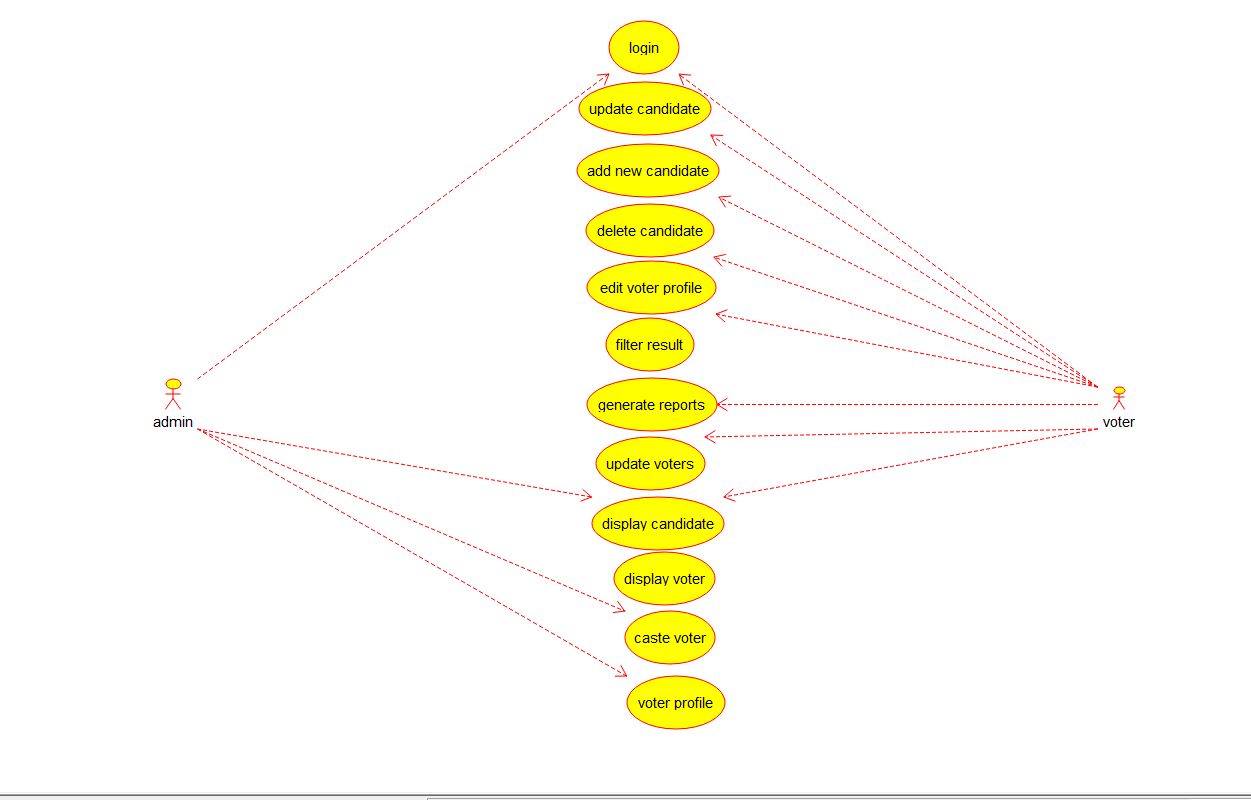 login
update candidate
add new candidate
delete candidate
edit voter profile
filter result
generate reports
admin
voter
update voters
display candidate
display voter
caste voter
voter profile